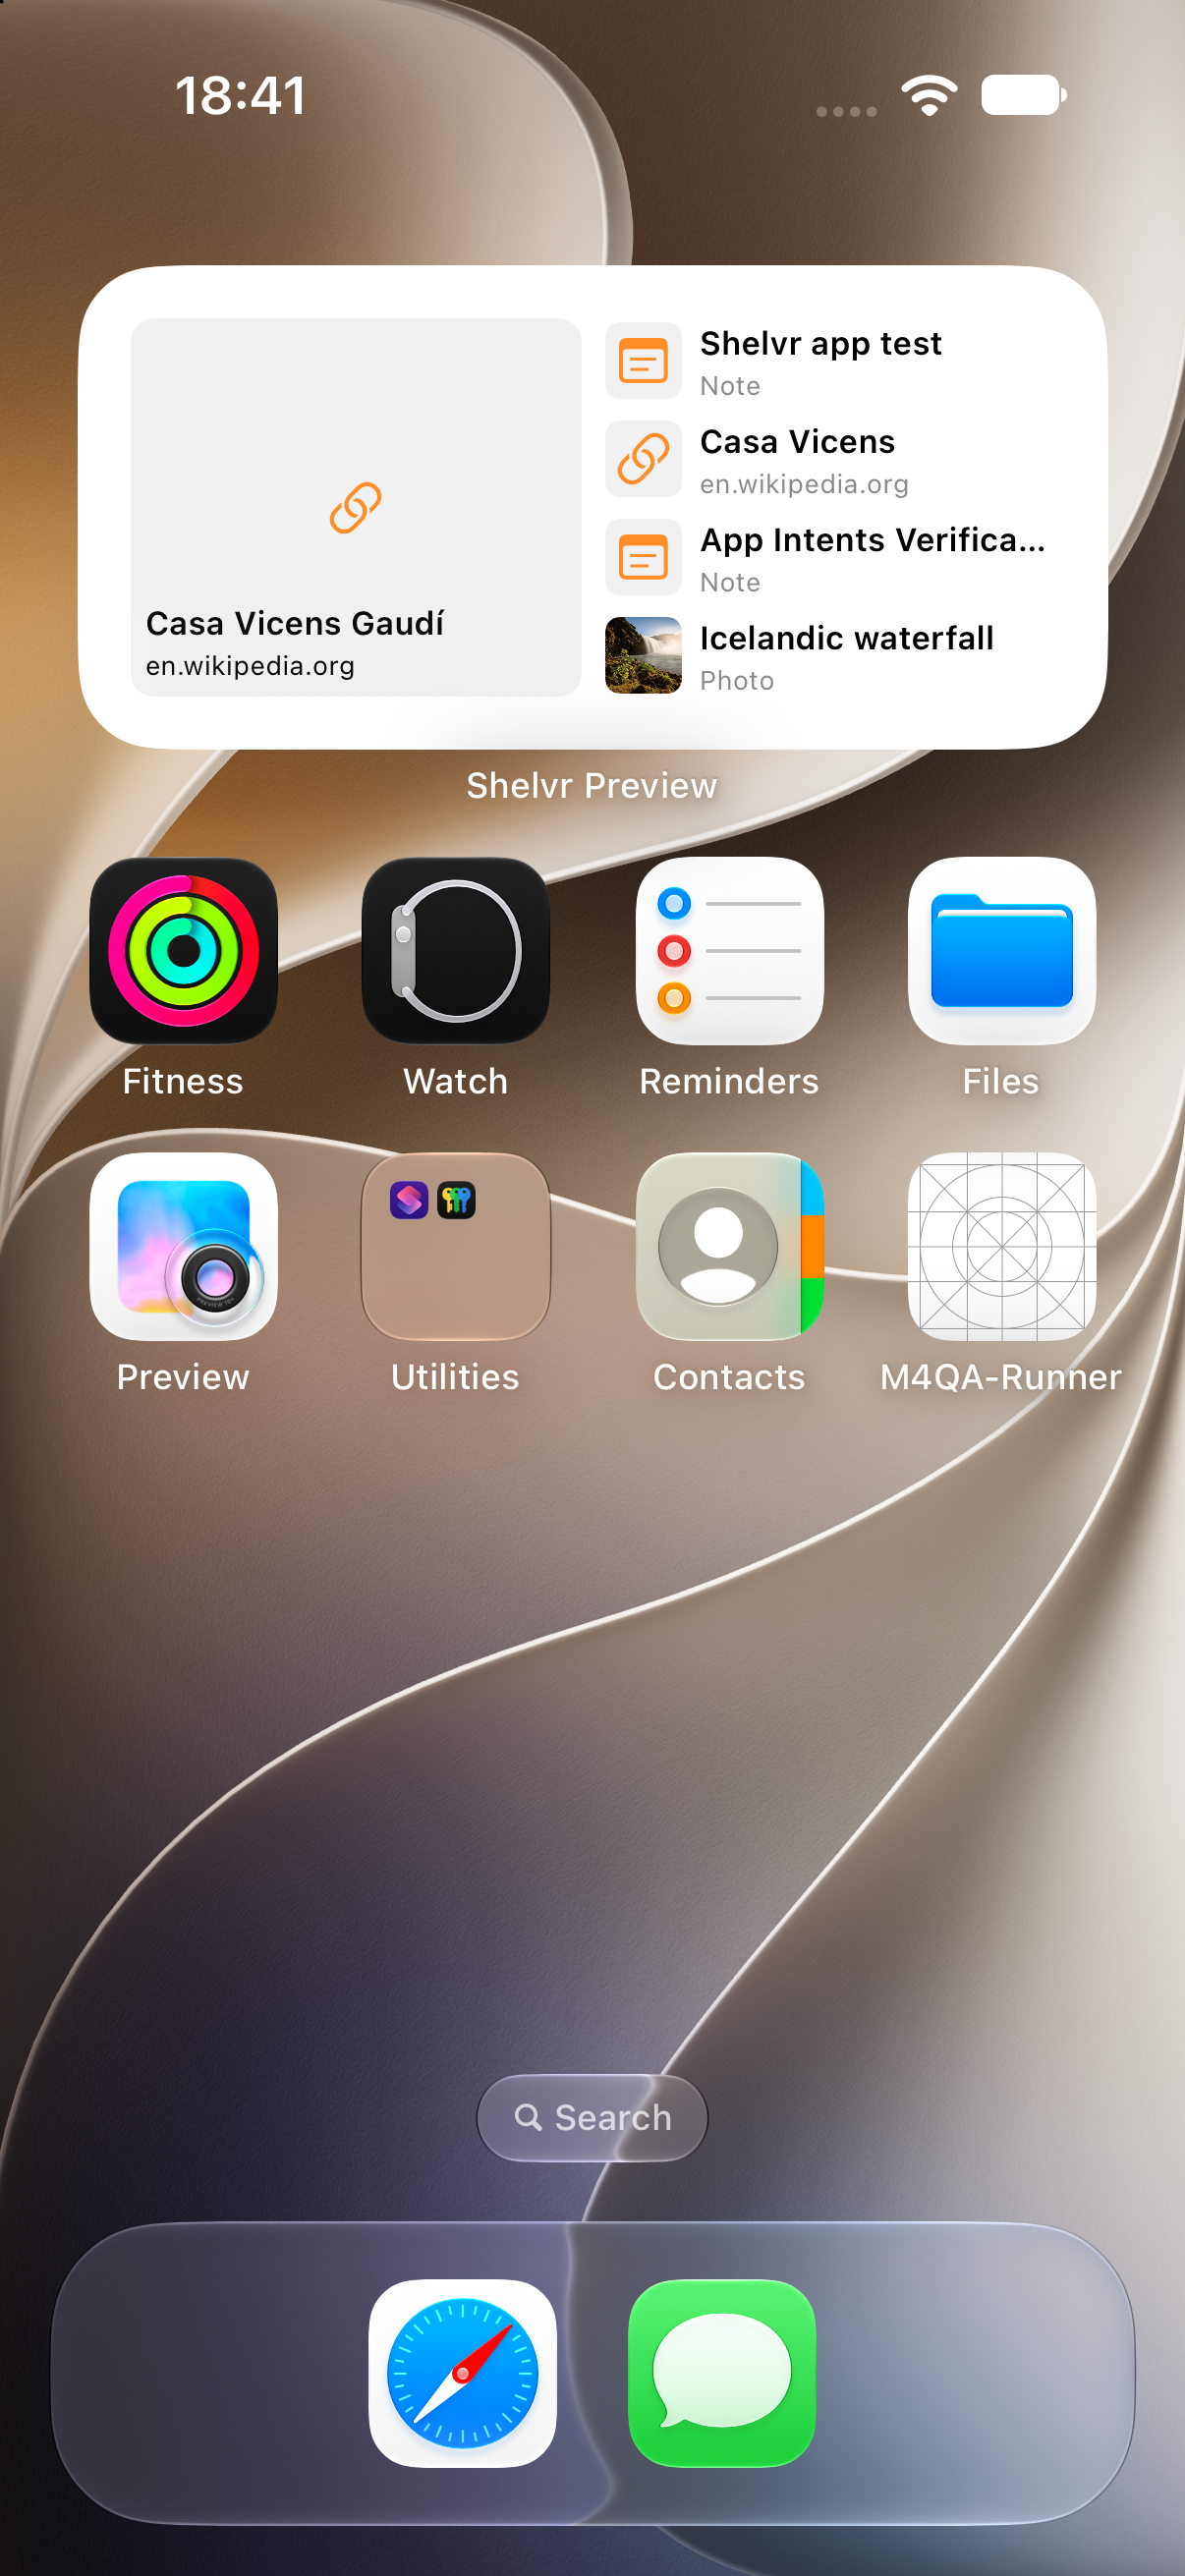 18:41
Casa Vicens Gaudí
en.wikipedia.org
Shelvr app test
Note
Casa Vicens
en.wikipedia.org
App Intents Verifica...
Note
Icelandic waterfall
Photo
Shelvr Preview
Fitness
Watch
Reminders
Files
Preview
Utilities
Contacts
M4QA-Runner
Search